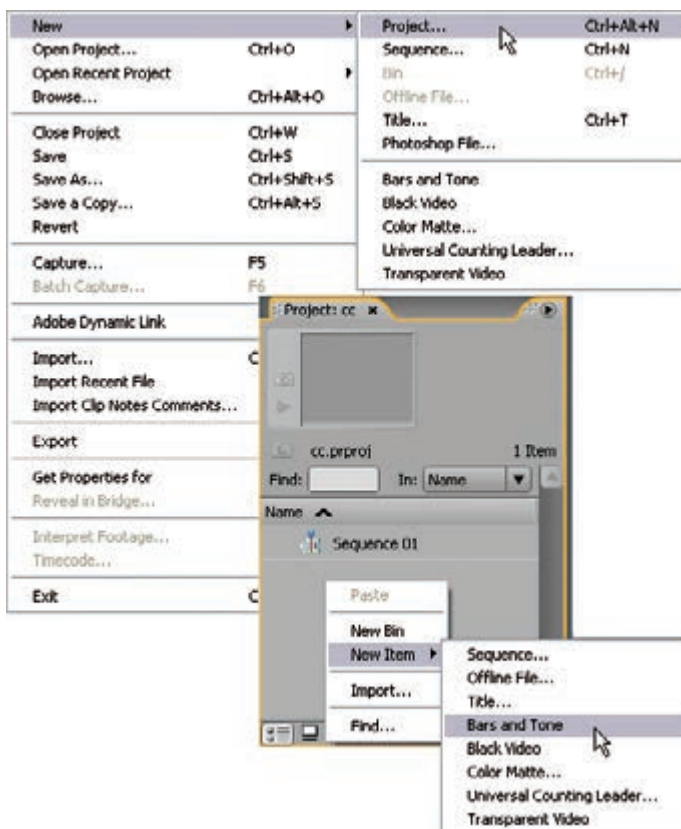 New
Open Project... Ctrl+O
Open Recent Project
Browse... Ctrl+Alt+O
Close Project Ctrl+W
Save Ctrl+S
Save As... Ctrl+Shift+S
Save a Copy... Ctrl+Alt+S
Revert
Capture... F5
Batch Capture... F6
Adobe Dynamic Link
Import... C
Import Recent File
Import Clip Notes Comments...
Export
Get Properties for
Reveal in Bridge...
Interpret Footage...
Timecode...
Exit C
Project... Ctrl+Alt+N
Sequence... Ctrl+N
Bin Ctrl+/
Offline File...
Title... Ctrl+T
Photoshop File...
Bars and Tone
Black Video
Color Matte...
Universal Counting Leader...
Transparent Video
Project: cc x
cc.prproj 1 Item
Find: In: Name
Name
Sequence 01
Paste
New Bin
New Item
Import...
Find...
Sequence...
Offline File...
Title...
Bars and Tone
Black Video
Color Matte...
Universal Counting Leader...
Transparent Video